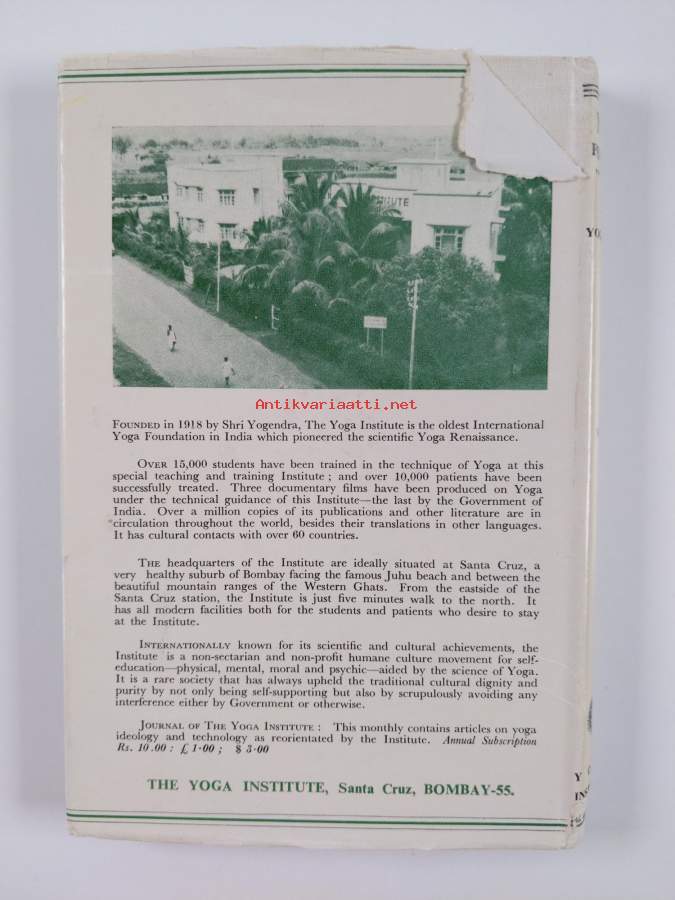 Antikvariaatti.net
FOUNDED in 1918 by Shri Yogendra, The Yoga Institute is the oldest International
Yoga Foundation in India which pioneered the scientific Yoga Renaissance.
OVER 15,000 students have been trained in the technique of Yoga at this
special teaching and training Institute ; and over 10,000 patients have been
successfully treated. Three documentary films have been produced on Yoga
under the technical guidance of this Institute—the last by the Government of
India. Over a million copies of its publications and other literature are in
circulation throughout the world, besides their translations in other languages.
It has cultural contacts with over 60 countries.
THE headquarters of the Institute are ideally situated at Santa Cruz, a
very healthy suburb of Bombay facing the famous Juhu beach and between the
beautiful mountain ranges of the Western Ghats. From the eastside of the
Santa Cruz station, the Institute is just five minutes walk to the north. It
has all modern facilities both for the students and patients who desire to stay
at the Institute.
INTERNATIONALLY known for its scientific and cultural achievements, the
Institute is a non-sectarian and non-profit humane culture movement for self-
education—physical, mental, moral and psychic—aided by the science of Yoga.
It is a rare society that has always upheld the traditional cultural dignity and
purity by not only being self-supporting but also by scrupulously avoiding any
interference either by Government or otherwise.
JOURNAL OF THE YOGA INSTITUTE : This monthly contains articles on yoga
ideology and technology as reorientated by the Institute. Annual Subscription
Rs. 10.00 : £ 1·00 ; $ 3·00
THE YOGA INSTITUTE, Santa Cruz, BOMBAY-55.